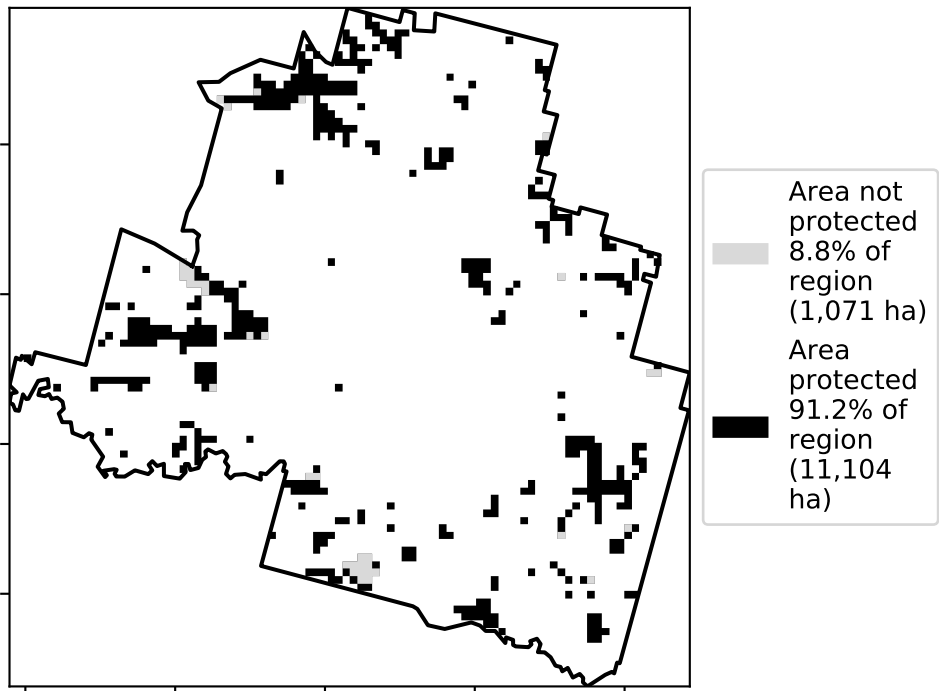 Area not
protected
8.8% of
region
(1,071 ha)
Area
protected
91.2% of
region
(11,104
ha)